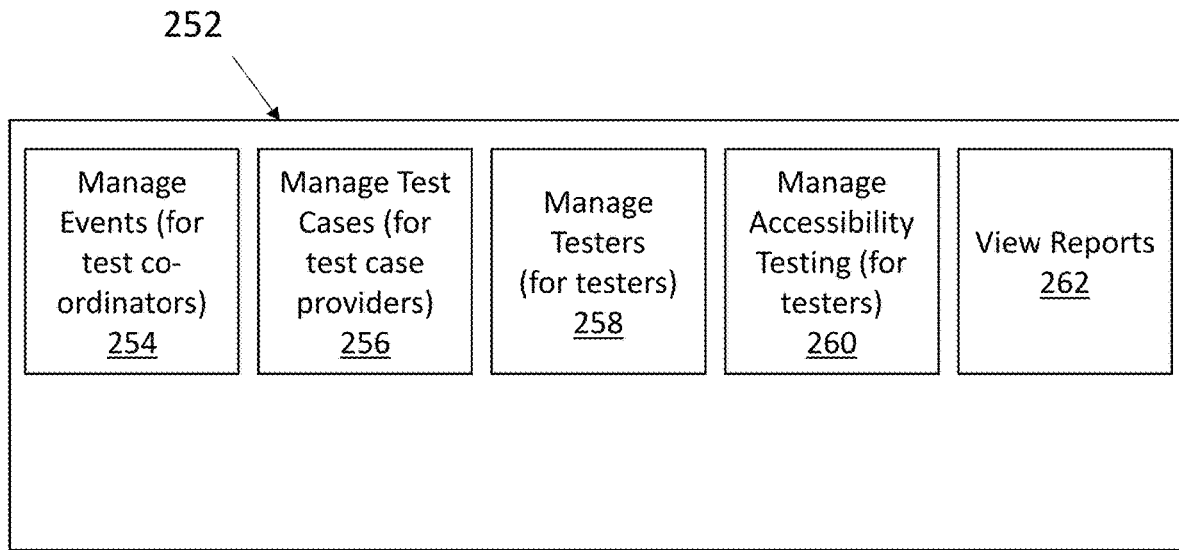 252
Manage
Events (for
test co-
ordinators)
254
Manage Test
Cases (for
test case
providers)
256
Manage
Testers
(for testers)
258
Manage
Accessibility
Testing (for
testers)
260
View Reports
262